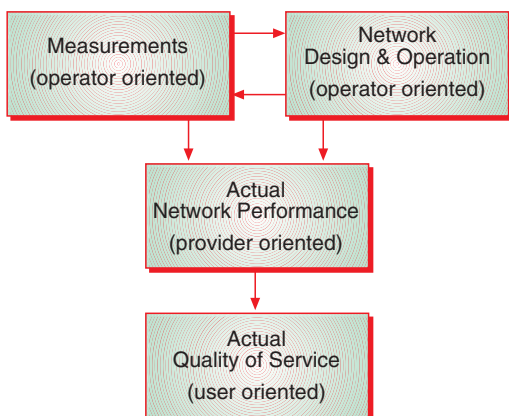 Measurements
(operator oriented)
Network
Design & Operation
(operator oriented)
Actual
Network Performance
(provider oriented)
Actual
Quality of Service
(user oriented)